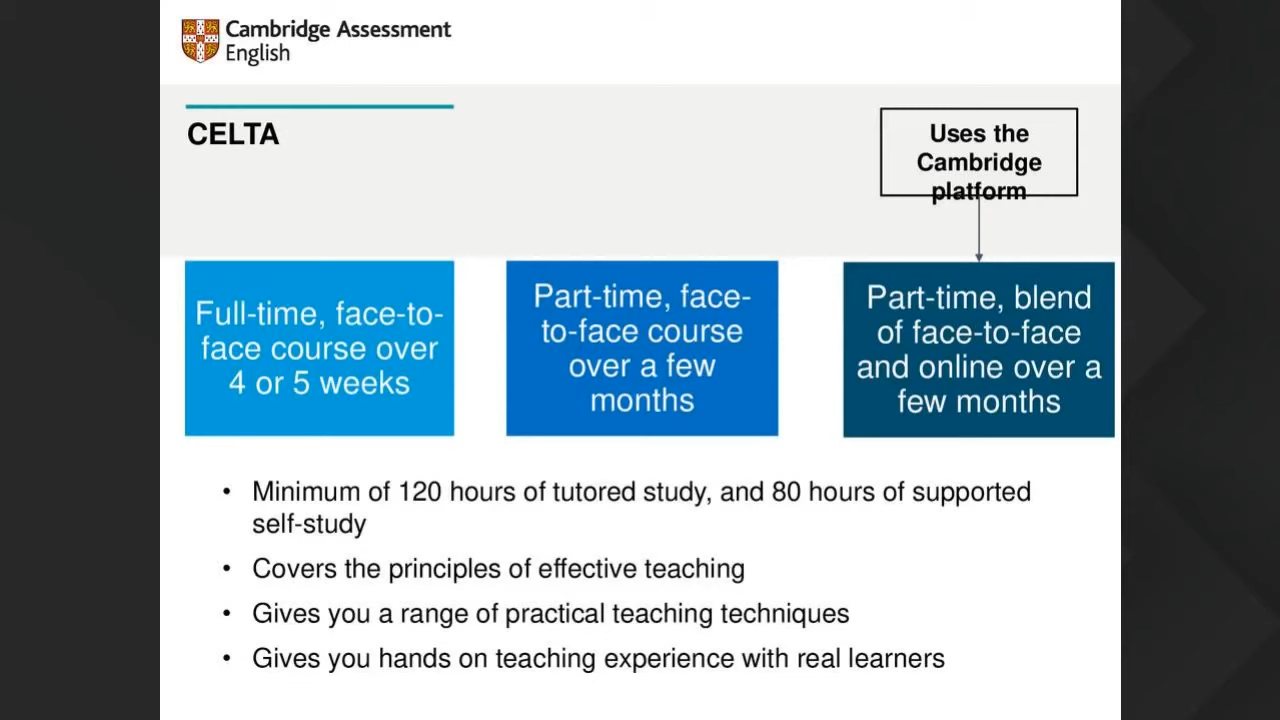 Cambridge Assessment
English
CELTA
Uses the
Cambridge
platform
Full-time, face-to-
face course over
4 or 5 weeks
Part-time, face-
to-face course
over a few
months
Part-time, blend
of face-to-face
and online over a
few months
• Minimum of 120 hours of tutored study, and 80 hours of supported
self-study
• Covers the principles of effective teaching
• Gives you a range of practical teaching techniques
• Gives you hands on teaching experience with real learners